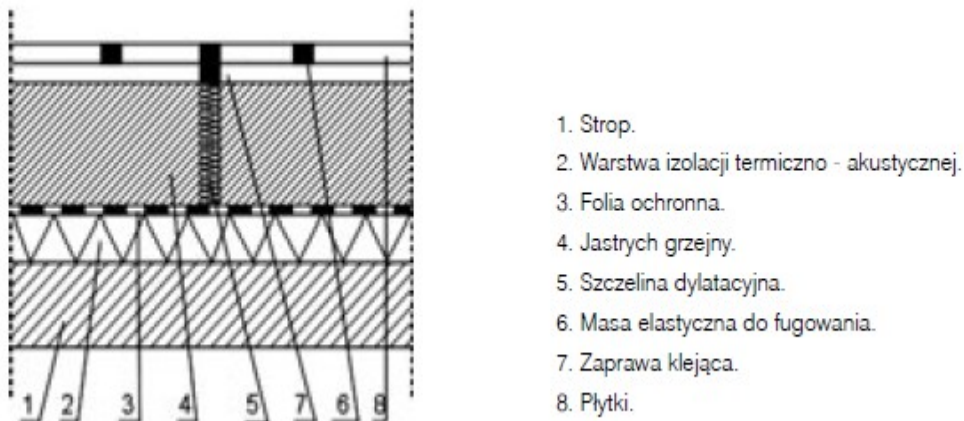 1. Strop.
2. Warstwa izolacji termiczno - akustycznej.
3. Folia ochronna.
4. Jastrych grzejny.
5. Szczelina dylatacyjna.
6. Masa elastyczna do fugowania.
7. Zaprawa klejąca.
8. Płytki.
1 2 3 4 5 7 6 8